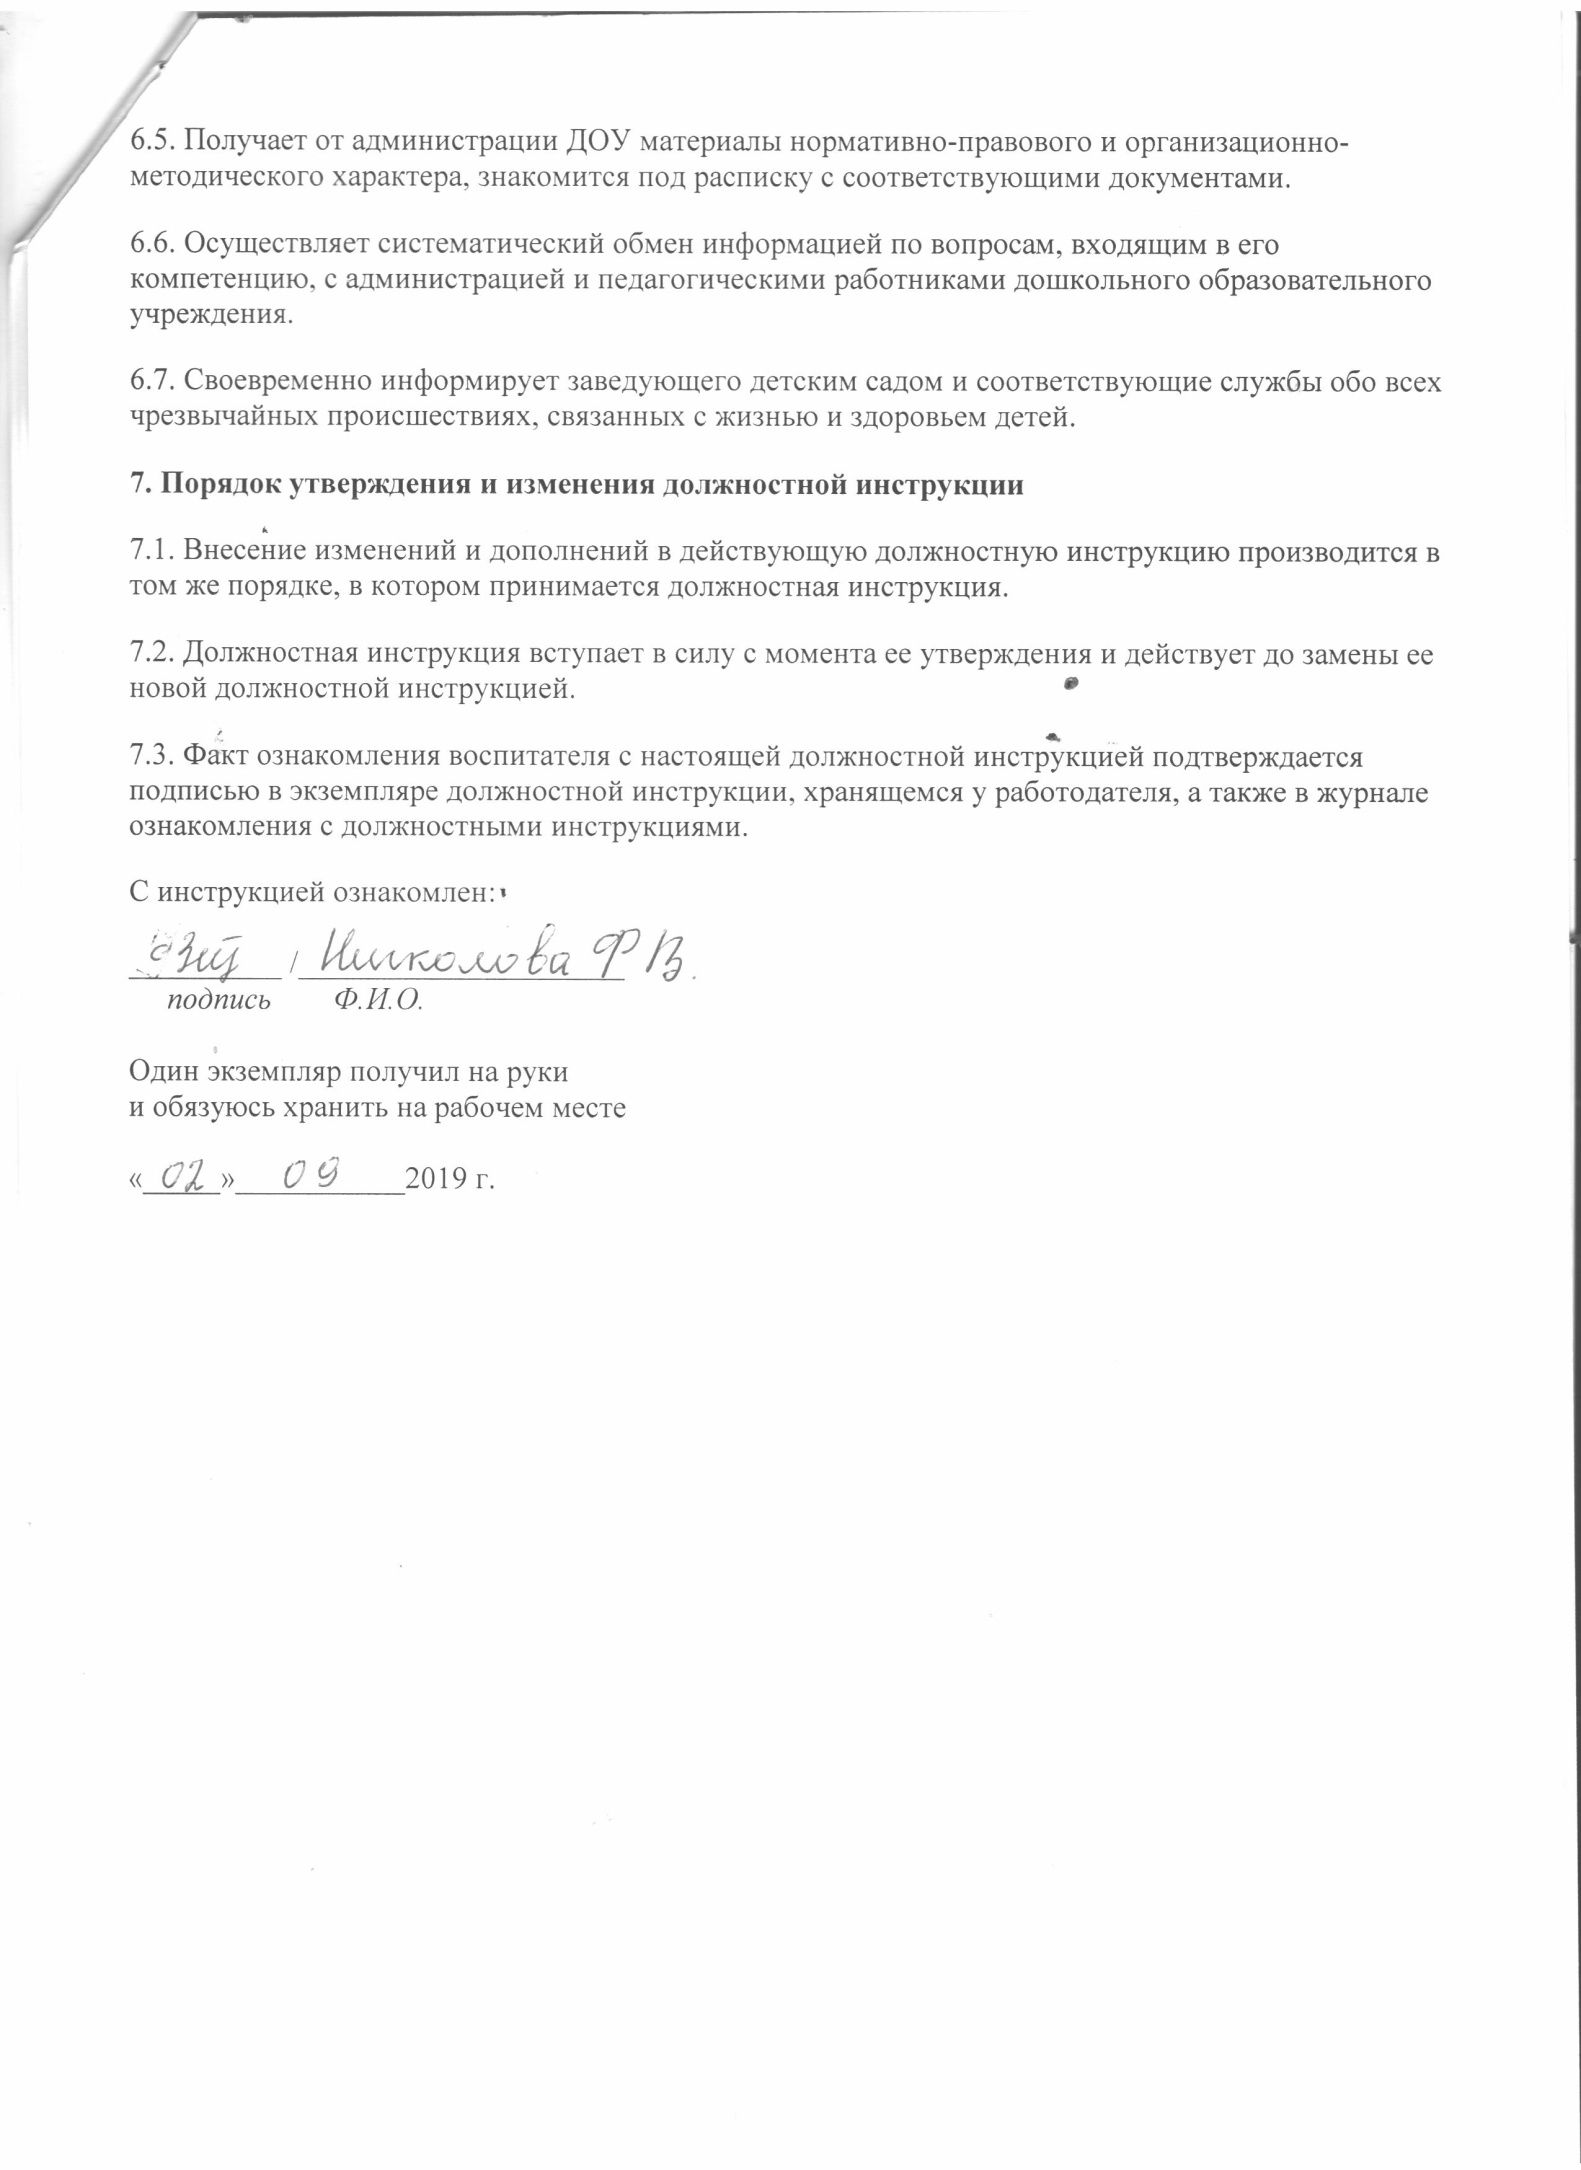 6.5. Получает от администрации ДОУ материалы нормативно-правового и организационно-
методического характера, знакомится под расписку с соответствующими документами.
6.6. Осуществляет систематический обмен информацией по вопросам, входящим в его
компетенцию, с администрацией и педагогическими работниками дошкольного образовательного
учреждения.
6.7. Своевременно информирует заведующего детским садом и соответствующие службы обо всех
чрезвычайных происшествиях, связанных с жизнью и здоровьем детей.
7. Порядок утверждения и изменения должностной инструкции
7.1. Внесение изменений и дополнений в действующую должностную инструкцию производится в
том же порядке, в котором принимается должностная инструкция.
7.2. Должностная инструкция вступает в силу с момента ее утверждения и действует до замены ее
новой должностной инструкцией.
7.3. Факт ознакомления воспитателя с настоящей должностной инструкцией подтверждается
подписью в экземпляре должностной инструкции, хранящемся у работодателя, а также в журнале
ознакомления с должностными инструкциями.
С инструкцией ознакомлен:
/ Ф В.
подпись Ф.И.О.
Один экземпляр получил на руки
и обязуюсь хранить на рабочем месте
«02» 09 2019 г.